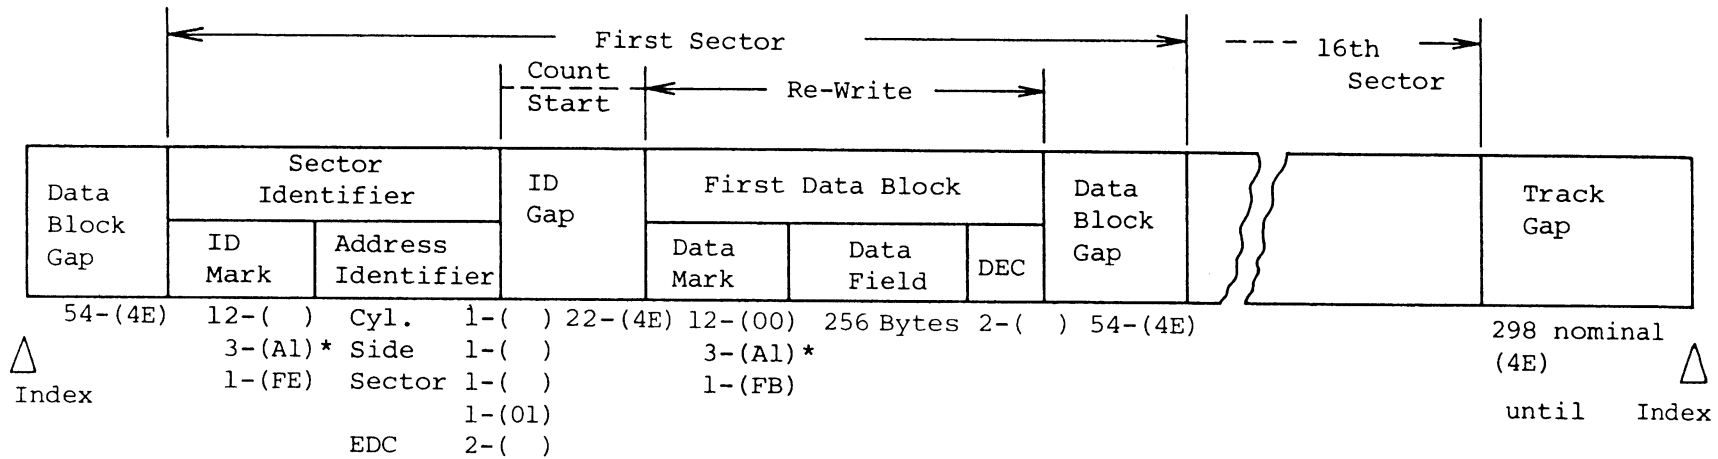 First Sector
16th
Sector
Count
Start
Re-Write
Data
Block
Gap
Sector
Identifier
ID
Mark
Address
Identifier
ID
Gap
First Data Block
Data
Mark
Data
Field
DEC
Data
Block
Gap
Track
Gap
54-(4E)
12-(  )
Cyl.    1-(  )
22-(4E)
12-(00)
256 Bytes
2-(  )
54-(4E)
298 nominal
3-(A1)*
Side    1-(  )
3-(A1)*
(4E)
1-(FE)
Sector  1-(  )
1-(FB)
Index
1-(01)
until
Index
EDC     2-(  )